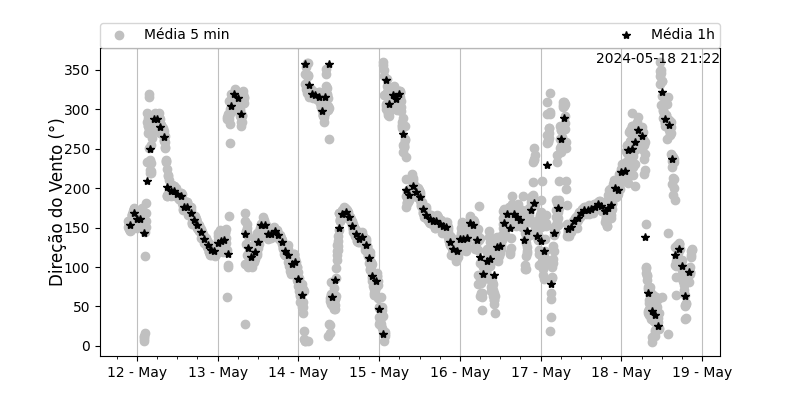 Média 5 min
Média 1h
2024-05-18 21:22
Direção do Vento (°)
350
300
250
200
150
100
50
0
12 - May
13 - May
14 - May
15 - May
16 - May
17 - May
18 - May
19 - May